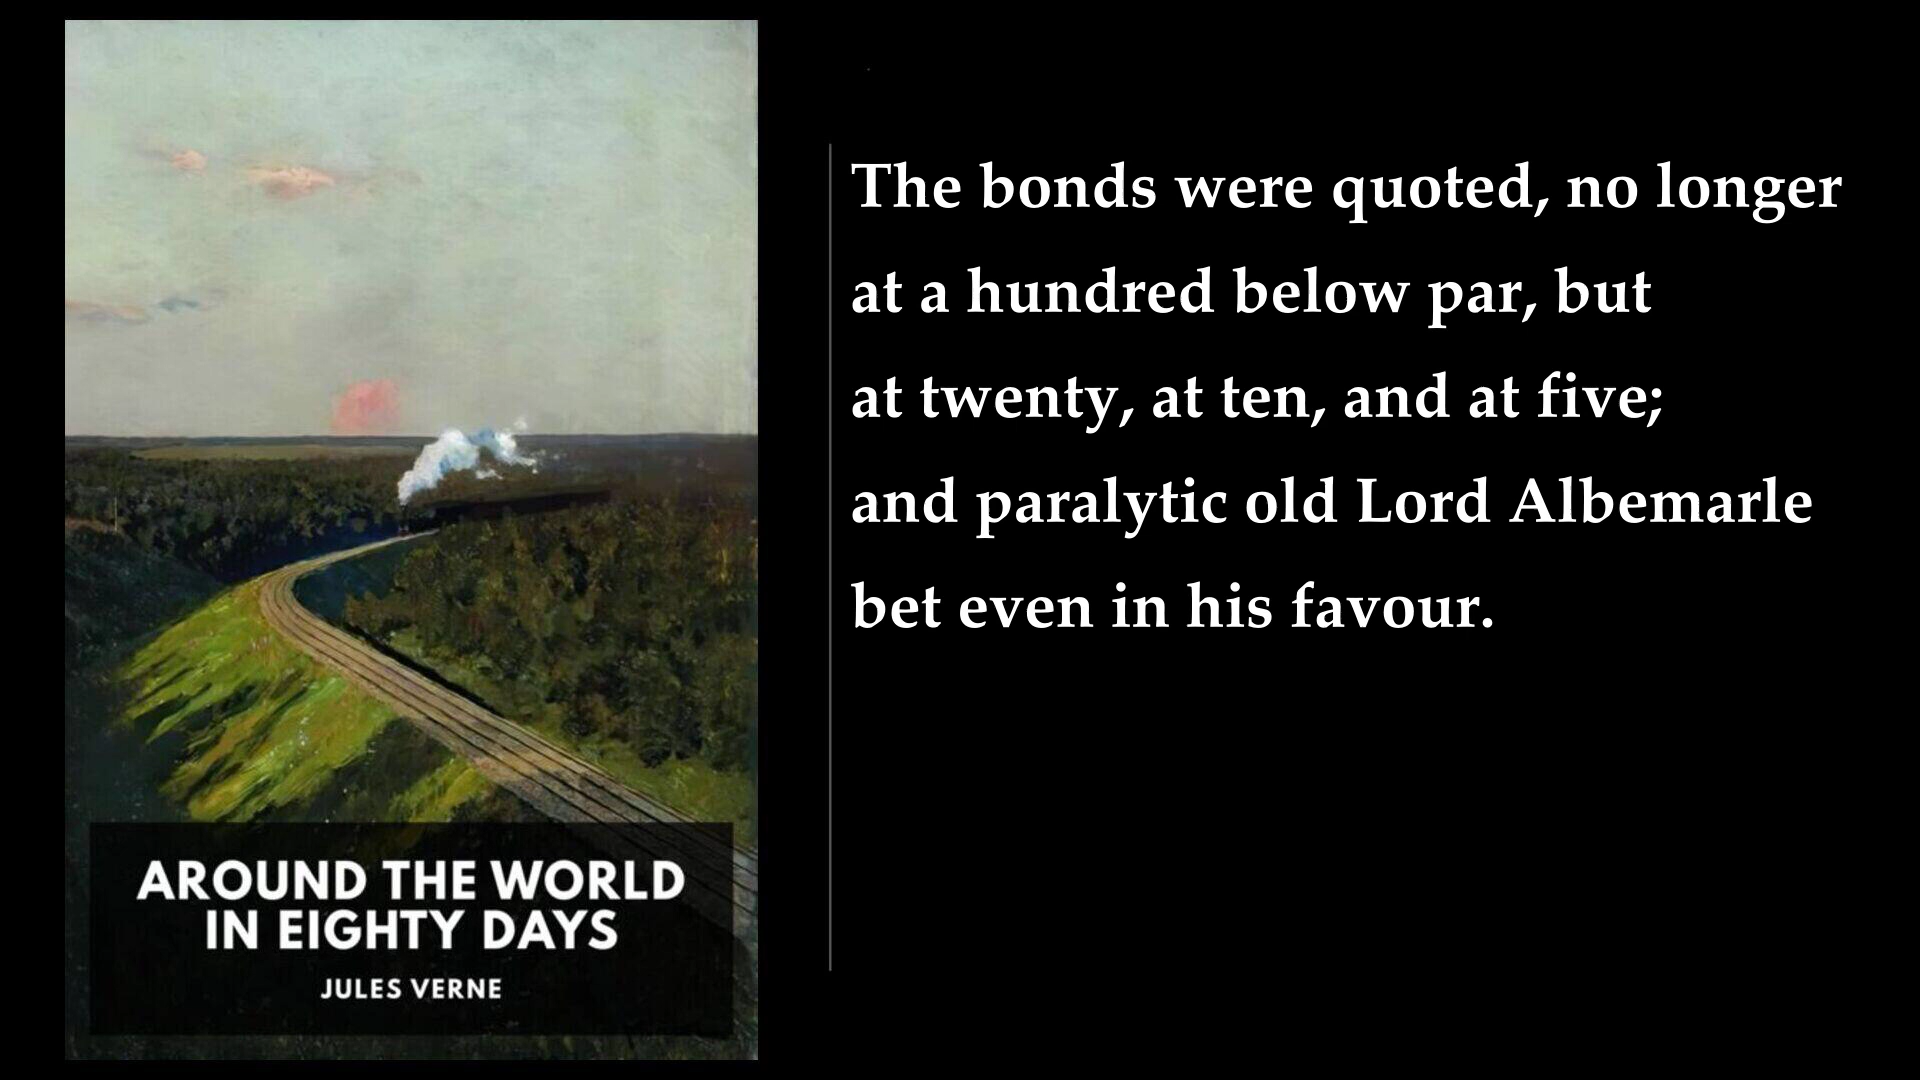 The bonds were quoted, no longer
at a hundred below par, but
at twenty, at ten, and at five;
and paralytic old Lord Albemarle
bet even in his favour.
AROUND THE WORLD
IN EIGHTY DAYS
JULES VERNE